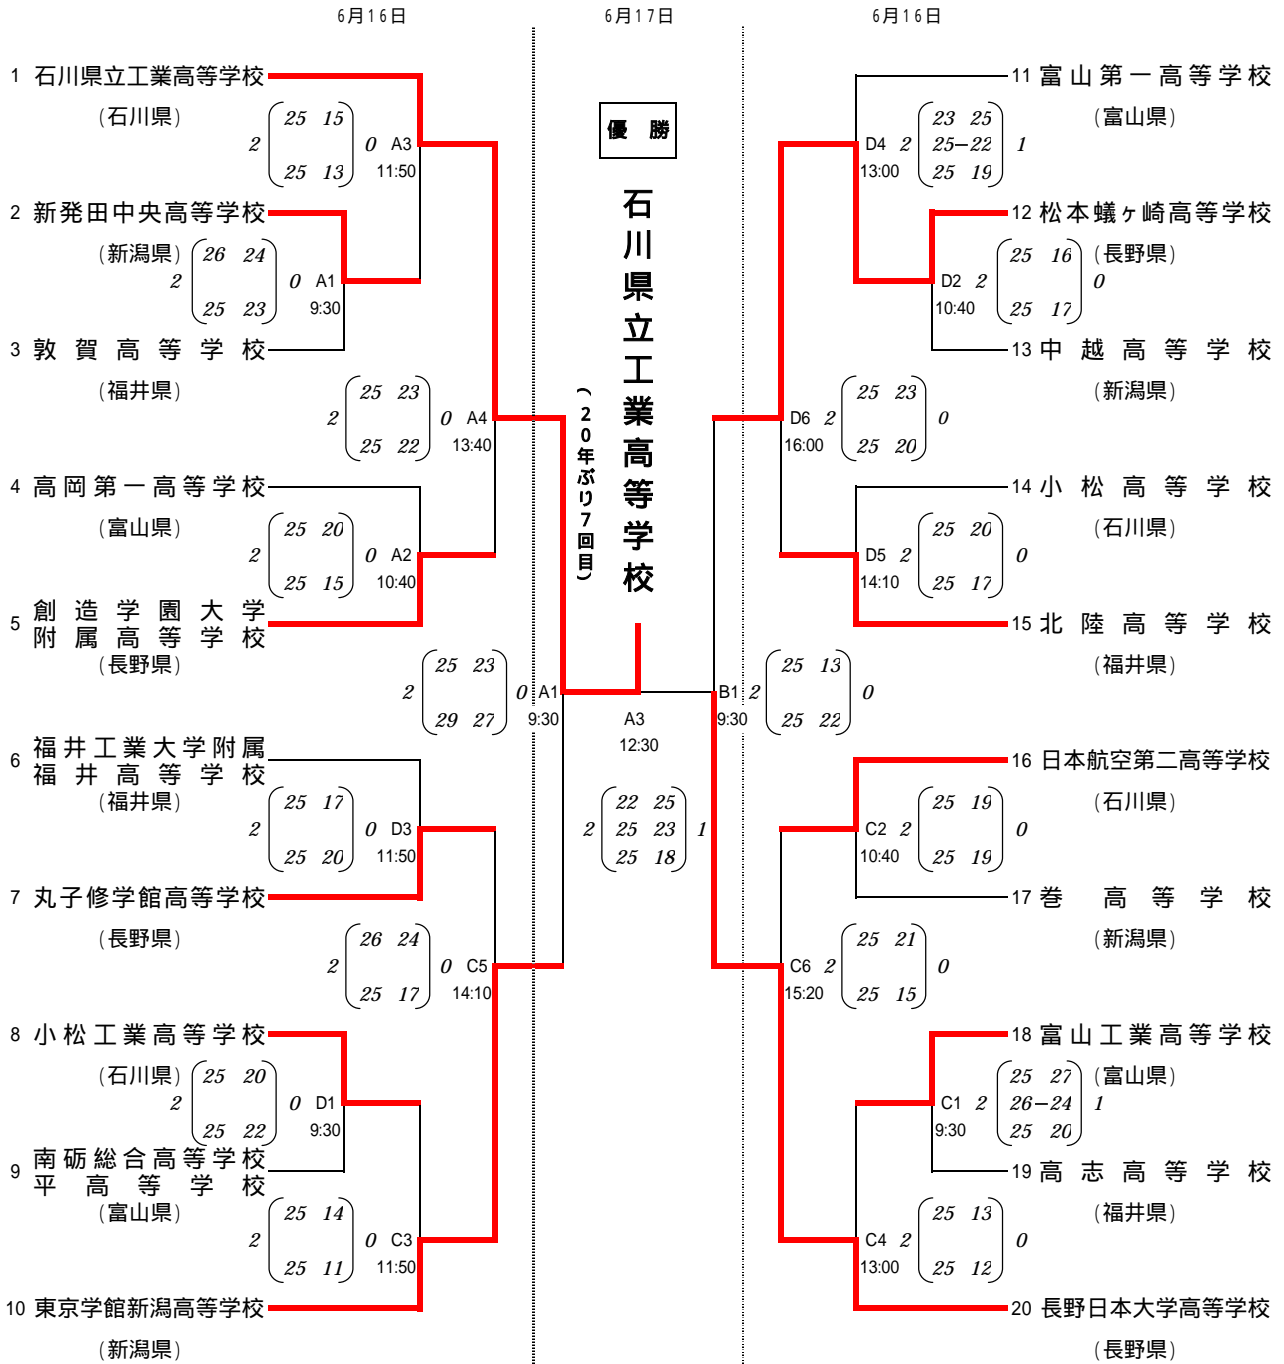 6月16日
6月17日
6月16日
1 石川県立工業高等学校
(石川県)
2 25 15 0 A3
25 13 11:50
2 新発田中央高等学校
(新潟県)
2 26 24 0 A1
25 23 9:30
3 敦賀高等学校
(福井県)
2 25 23 0 A4
25 22 13:40
4 高岡第一高等学校
(富山県)
2 25 20 0 A2
25 15 10:40
5 創造学園大学
附属高等学校
(長野県)
2 25 23 0 A1
29 27 9:30
6 福井工業大学附属
福井高等学校
(福井県)
2 25 17 0 D3
25 20 11:50
7 丸子修学館高等学校
(長野県)
2 26 24 0 C5
25 17 14:10
8 小松工業高等学校
(石川県)
2 25 20 0 D1
25 22 9:30
9 南砺総合高等学校
平高等学校
(富山県)
2 25 14 0 C3
25 11 11:50
10 東京学館新潟高等学校
(新潟県)
優勝
石川県立工業高等学校
(20年ぶり7回目)
A3
12:30
22 25
2 25 23 1
25 18
11 富山第一高等学校
(富山県)
23 25
D4 2 25-22 1
13:00 25 19
12 松本蟻ヶ崎高等学校
(長野県)
D2 2 25 16 0
10:40 25 17
13 中越高等学校
(新潟県)
D6 2 25 23 0
16:00 25 20
14 小松高等学校
(石川県)
D5 2 25 20 0
14:10 25 17
15 北陸高等学校
(福井県)
B1 2 25 13 0
9:30 25 22
16 日本航空第二高等学校
(石川県)
C2 2 25 19 0
10:40 25 19
17 巻高等学校
(新潟県)
C6 2 25 21 0
15:20 25 15
18 富山工業高等学校
(富山県)
25 27
C1 2 26-24 1
9:30 25 20
19 高志高等学校
(福井県)
C4 2 25 13 0
13:00 25 12
20 長野日本大学高等学校
(長野県)